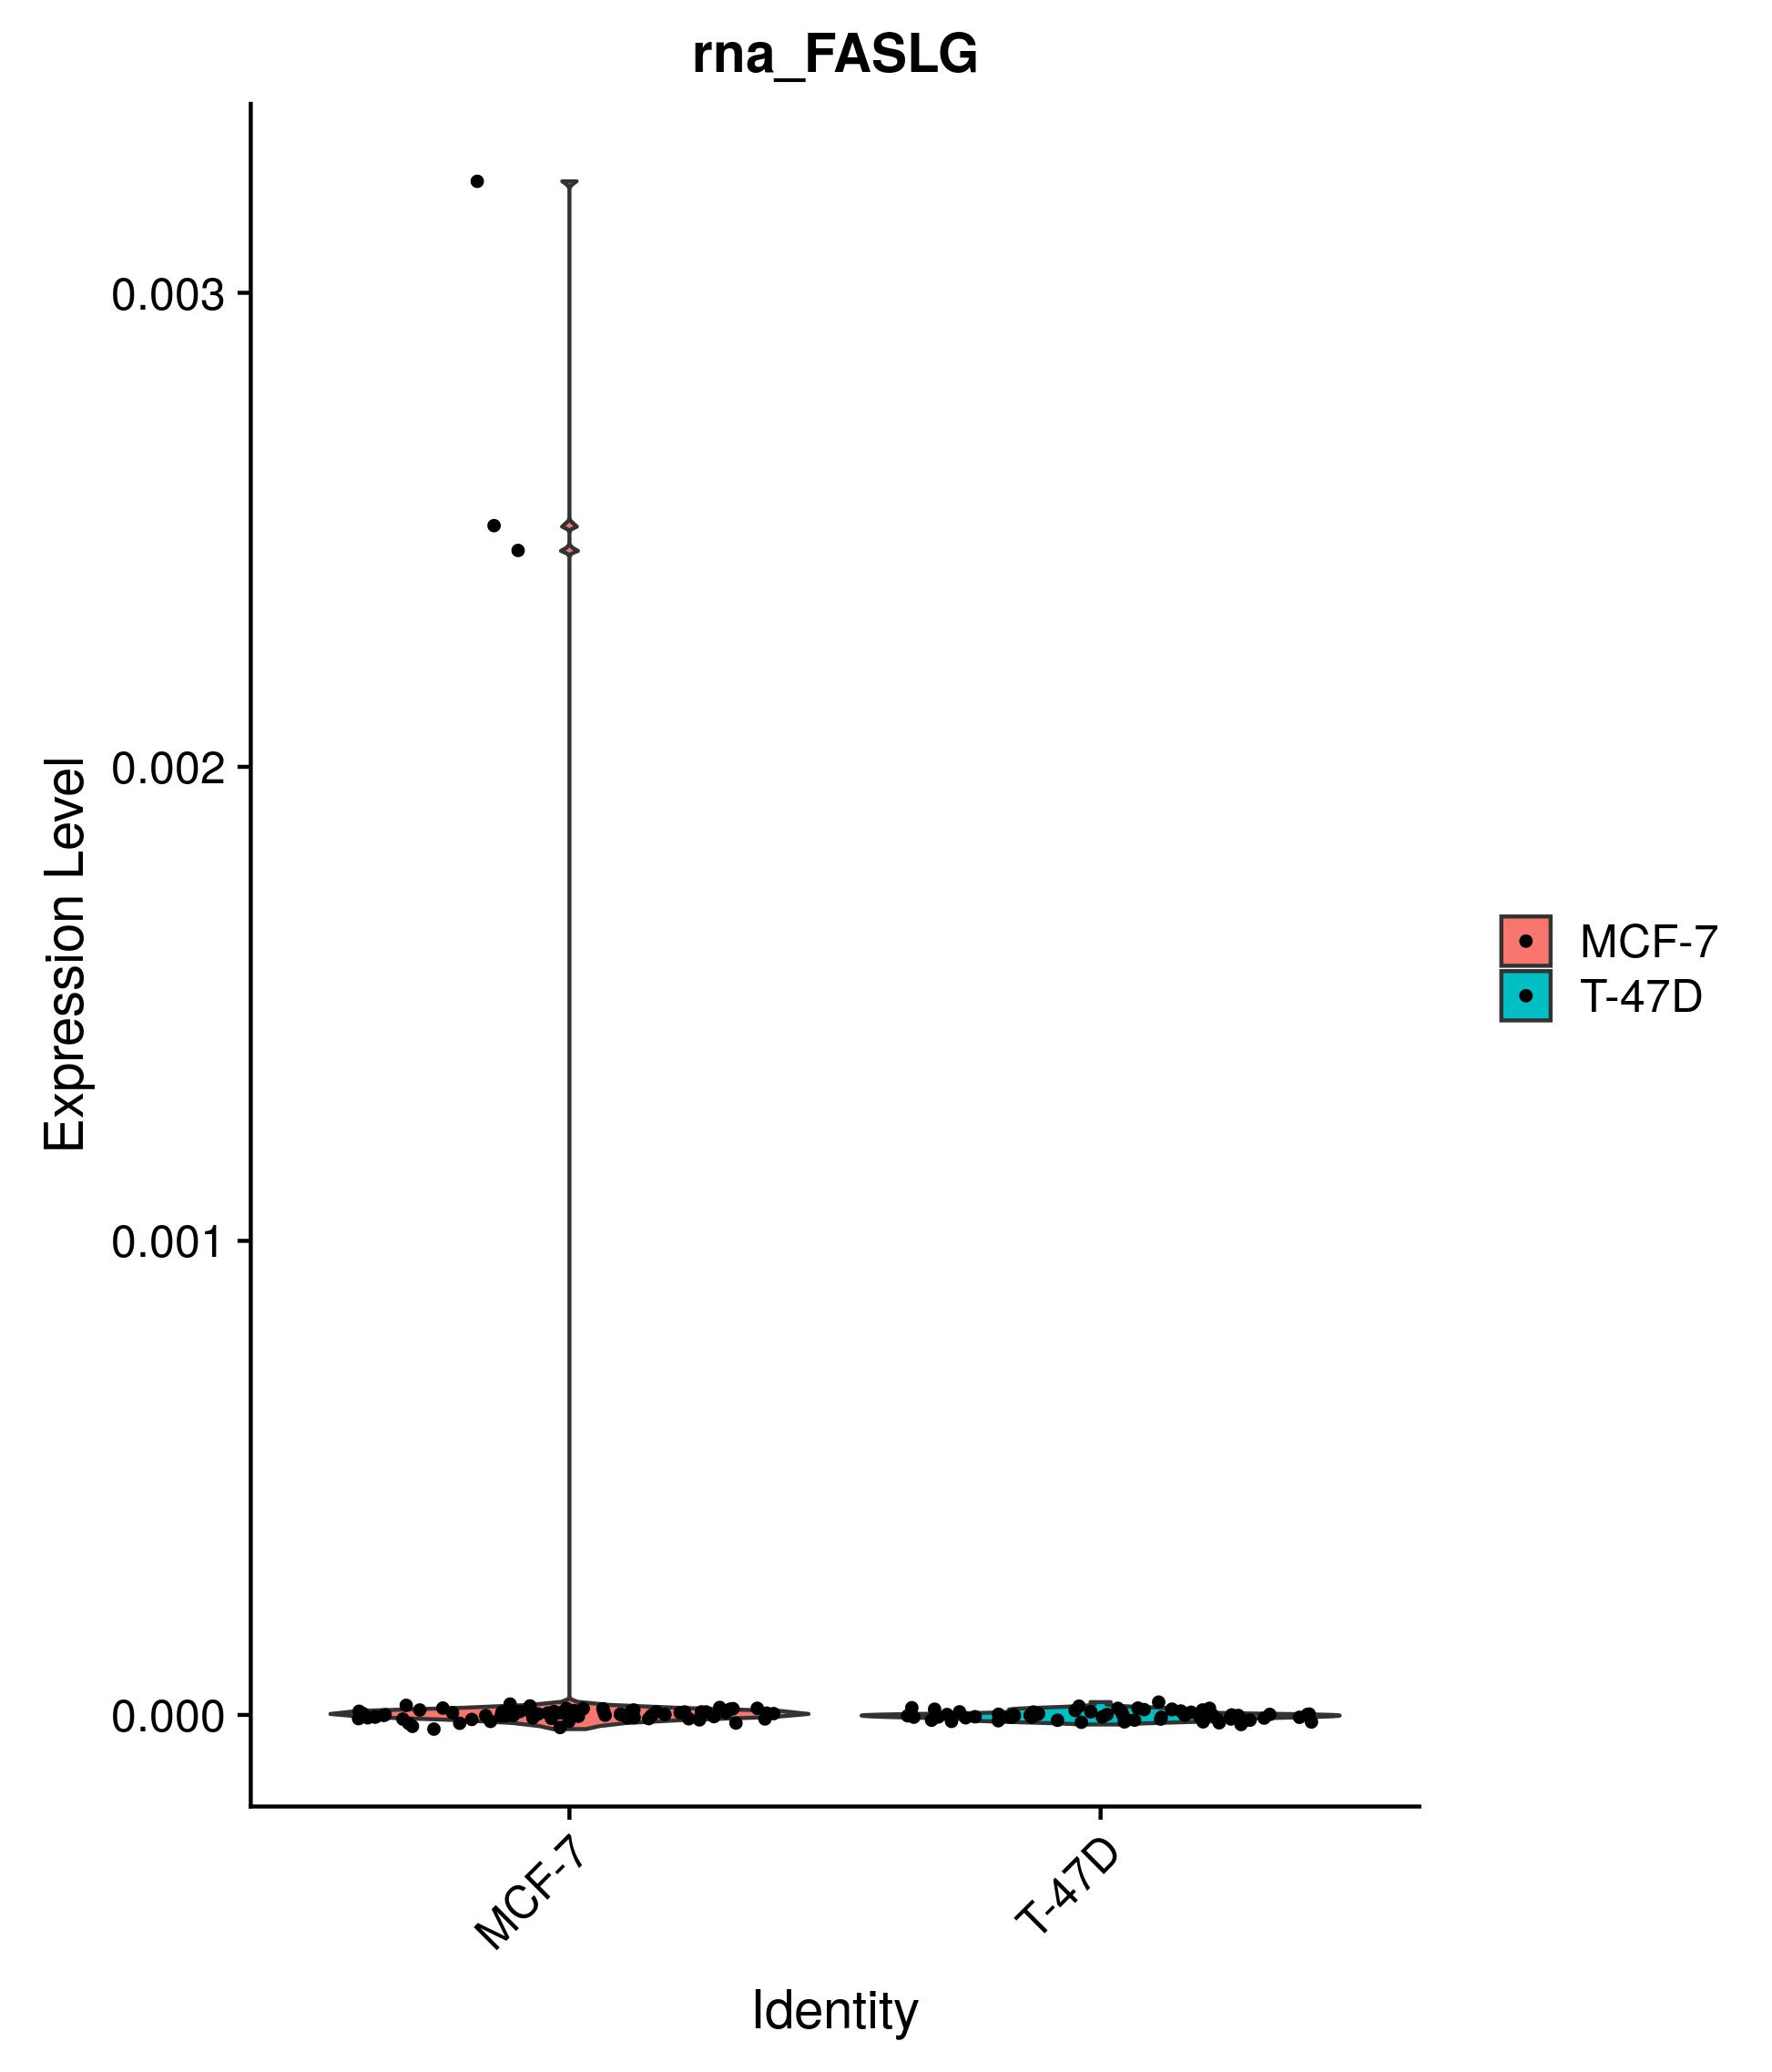 rna_FASLG
Expression Level
0.003
0.002
0.001
0.000
MCF-7
T-47D
Identity
MCF-7
T-47D